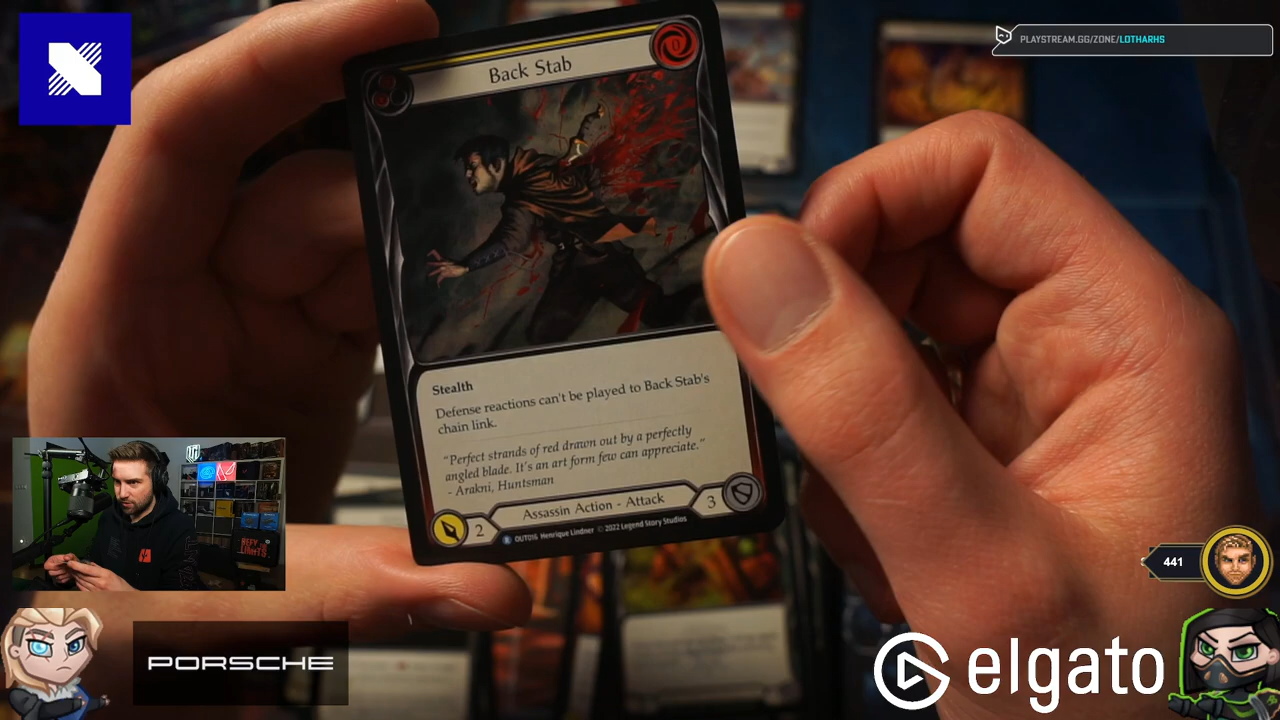 PLAYSTREAM.GG/ZONE/LOTHARHS
Back Stab
0
Stealth
Defense reactions can't be played to Back Stab's
chain link.
"Perfect strands of red drawn out by a perfectly
angled blade. It's an art form few can appreciate."
- Arakni, Huntsman
2
Assassin Action - Attack
3
R OUT016 Henrique Lindner © 2022 Legend Story Studios
441
PORSCHE
elgato